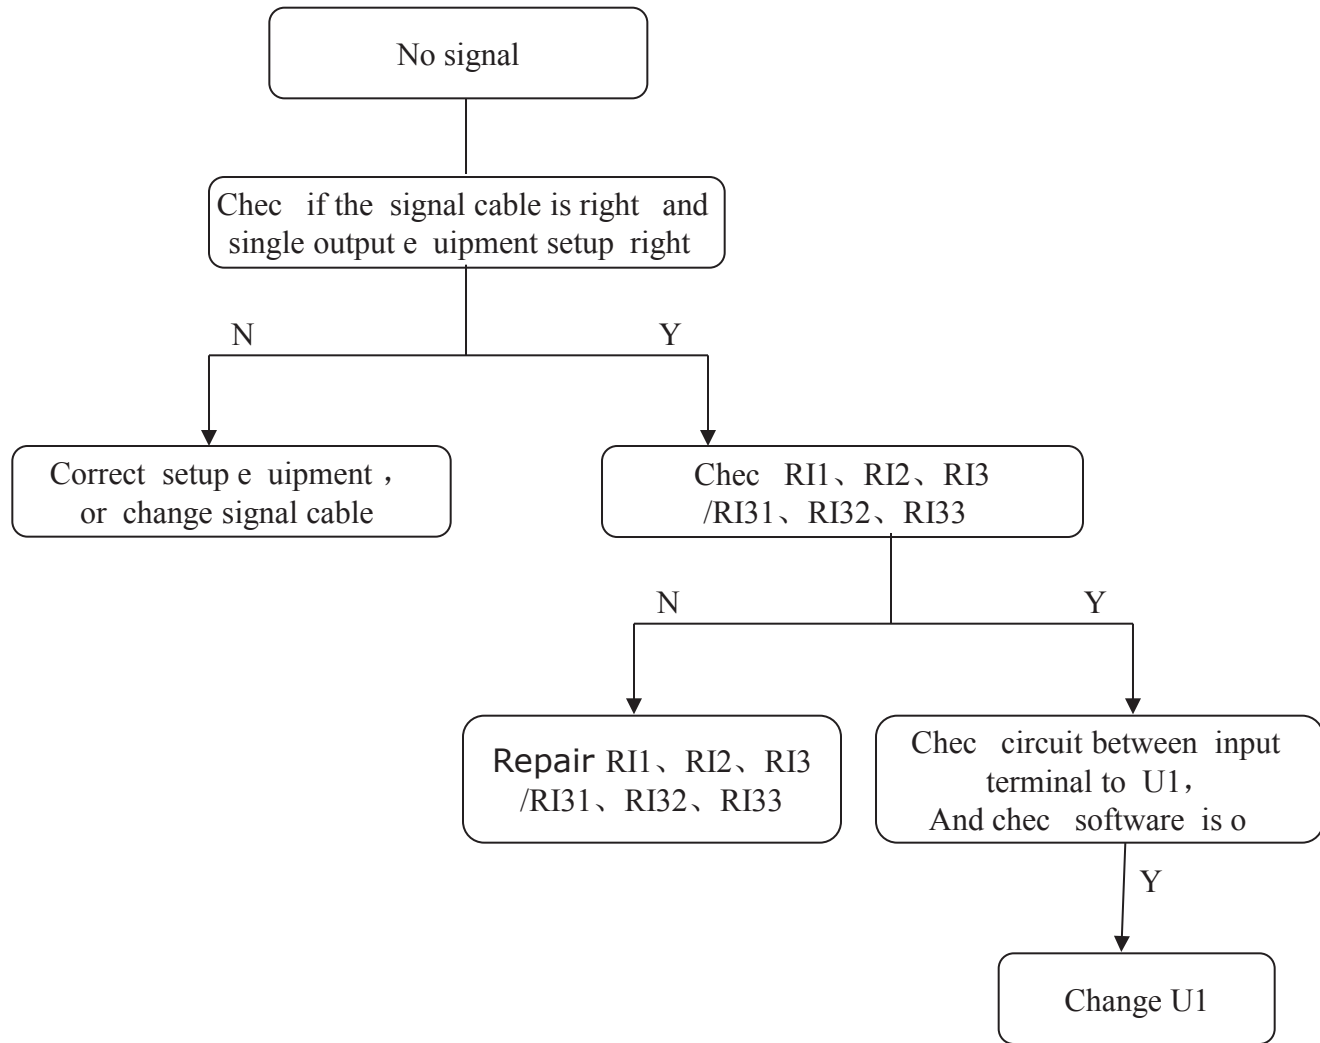 No signal
Chec if the signal cable is right and
single output e uipment setup right
N
Y
Correct setup e uipment ，
or change signal cable
Chec RI1、RI2、RI3
/RI31、RI32、RI33
N
Y
Repair RI1、RI2、RI3
/RI31、RI32、RI33
Chec circuit between input
terminal to U1，
And chec software is o
Y
Change U1